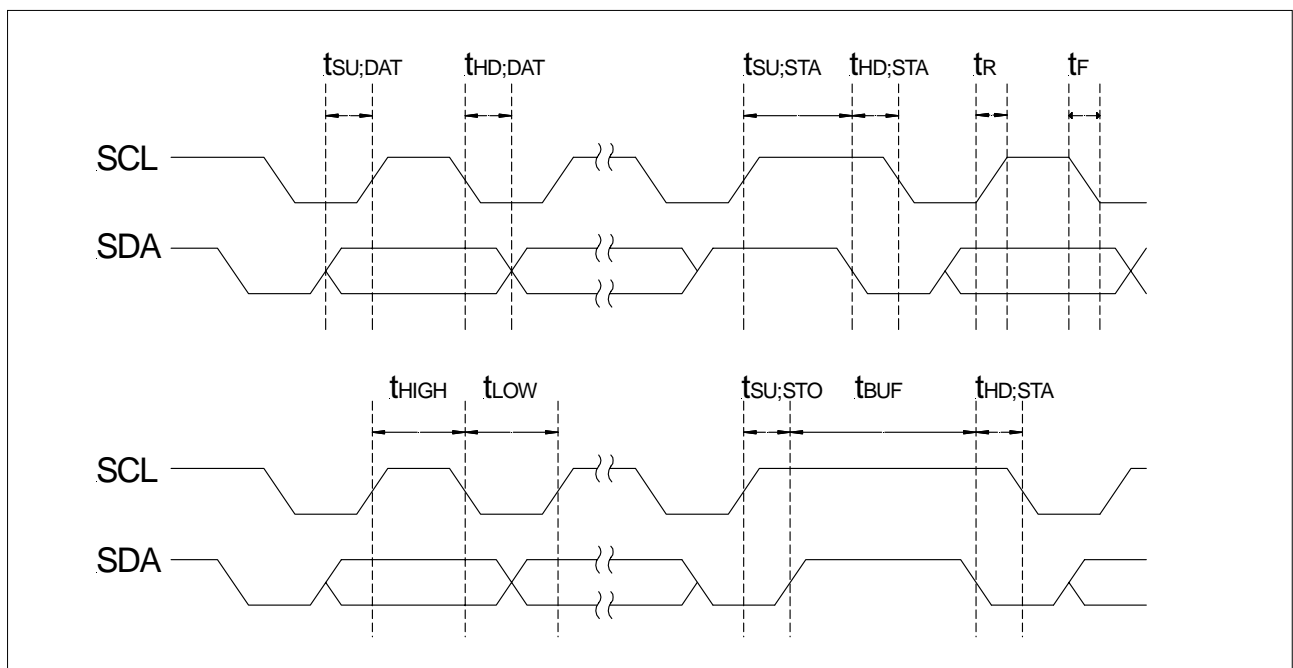 tSU;DAT tHD;DAT tSU;STA tHD;STA tR tF
SCL
SDA
tHIGH tLOW tSU;STO tBUF tHD;STA
SCL
SDA